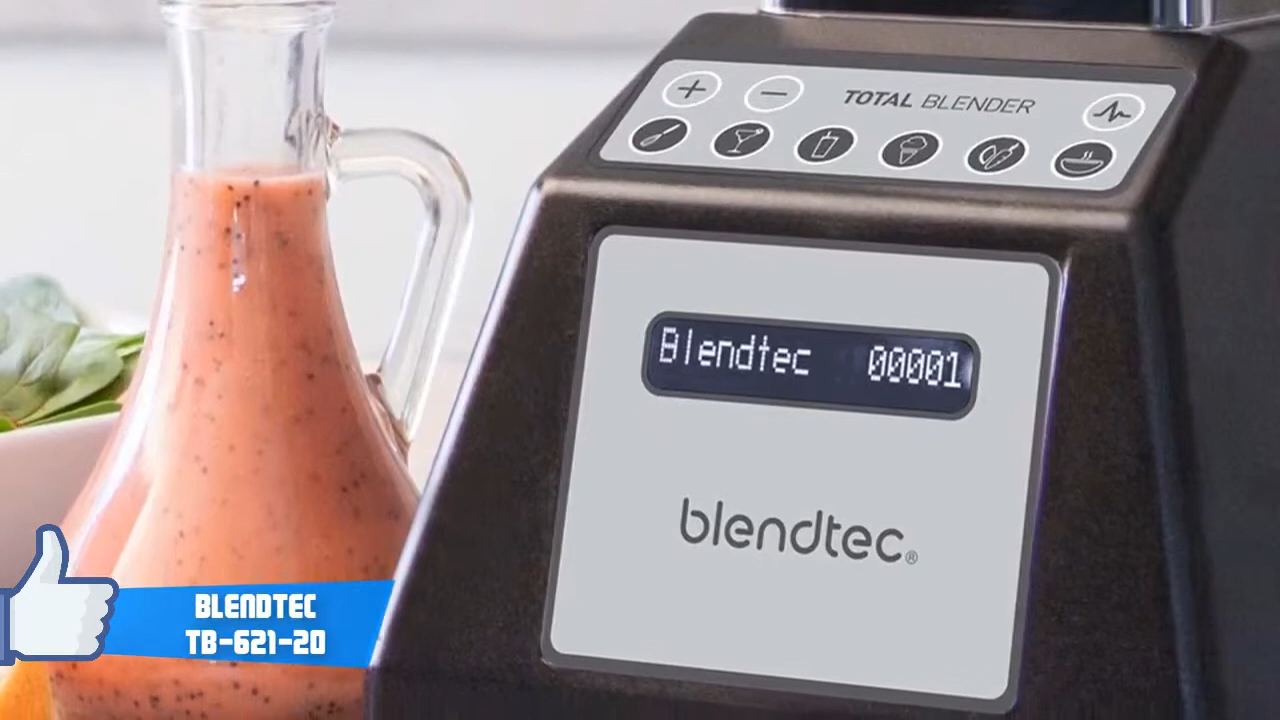 TOTAL BLENDER
Blendtec 00001
blendtec®
BLENDTEC
TB-621-20